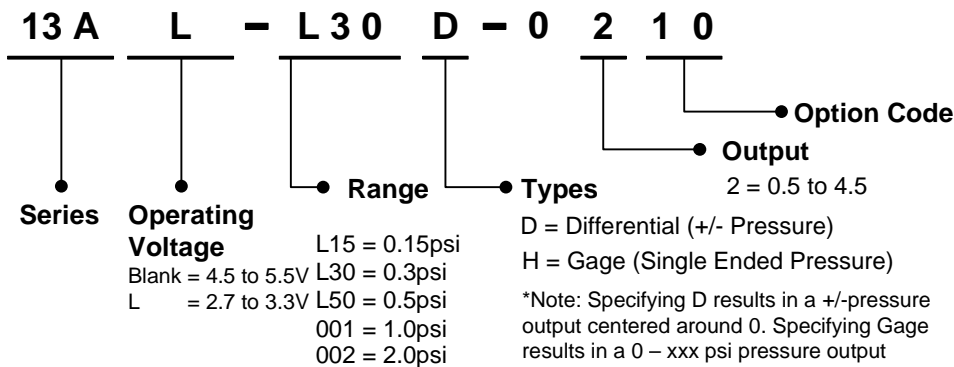 13 A L – L 3 0 D – 0 2 1 0
Option Code
Output
2 = 0.5 to 4.5
Series
Operating
Voltage
Blank = 4.5 to 5.5V
L = 2.7 to 3.3V
Range
L15 = 0.15psi
L30 = 0.3psi
L50 = 0.5psi
001 = 1.0psi
002 = 2.0psi
Types
D = Differential (+/- Pressure)
H = Gage (Single Ended Pressure)
*Note: Specifying D results in a +/-pressure
output centered around 0. Specifying Gage
results in a 0 – xxx psi pressure output